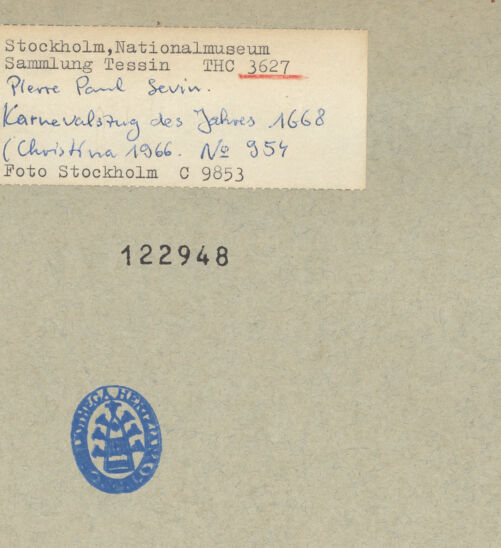 Stockholm,Nationalmuseum
Sammlung Tessin THC 3627
Pierre Paul Sevin.
Karnevalszug des Jahres 1668
(Christina 1966. No 954
Foto Stockholm C 9853
122948